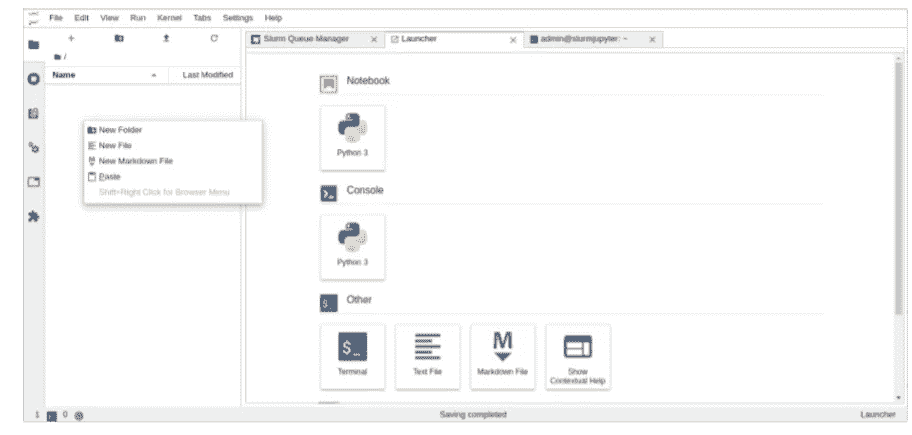 File Edit View Run Kernel Tabs Settings Help
Slurm Queue Manager Launcher admin@slurmjupyter: ~
/
Name Last Modified
New Folder
New File
New Markdown File
Paste
Shift+Right Click for Browser Menu
Notebook
Python 3
Console
Python 3
Other
$_
Terminal
Text File
Markdown File
Show
Contextual Help
1 0 Saving completed Launcher